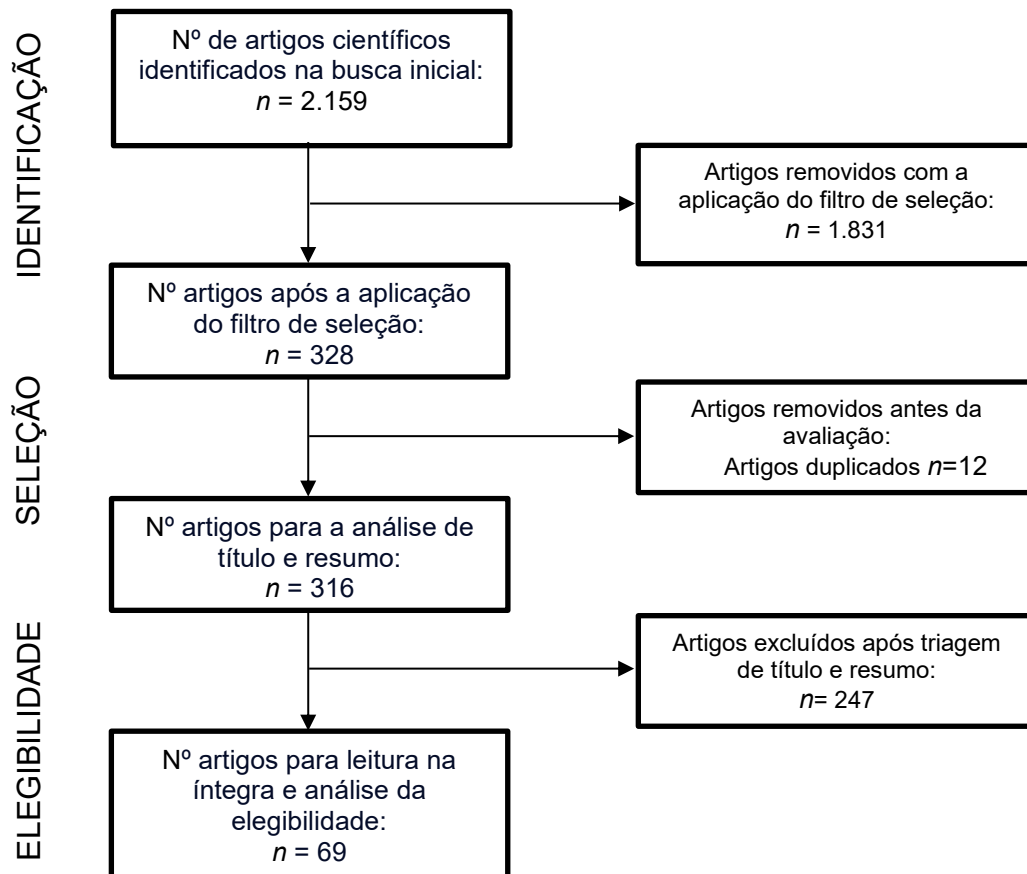 IDENTIFICAÇÃO
Nº de artigos científicos
identificados na busca inicial:
n = 2.159
Artigos removidos com a
aplicação do filtro de seleção:
n = 1.831
Nº artigos após a aplicação
do filtro de seleção:
n = 328
SELEÇÃO
Artigos removidos antes da
avaliação:
Artigos duplicados n=12
Nº artigos para a análise de
título e resumo:
n = 316
ELEGIBILIDADE
Artigos excluídos após triagem
de título e resumo:
n= 247
Nº artigos para leitura na
íntegra e análise da
elegibilidade:
n = 69